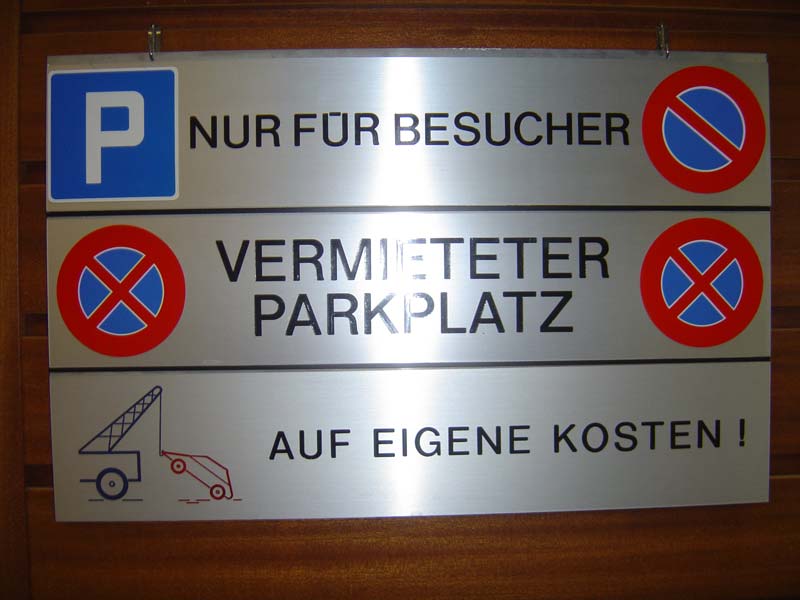 P NUR FÜR BESUCHER
VERMIETETER
PARKPLATZ
AUF EIGENE KOSTEN !